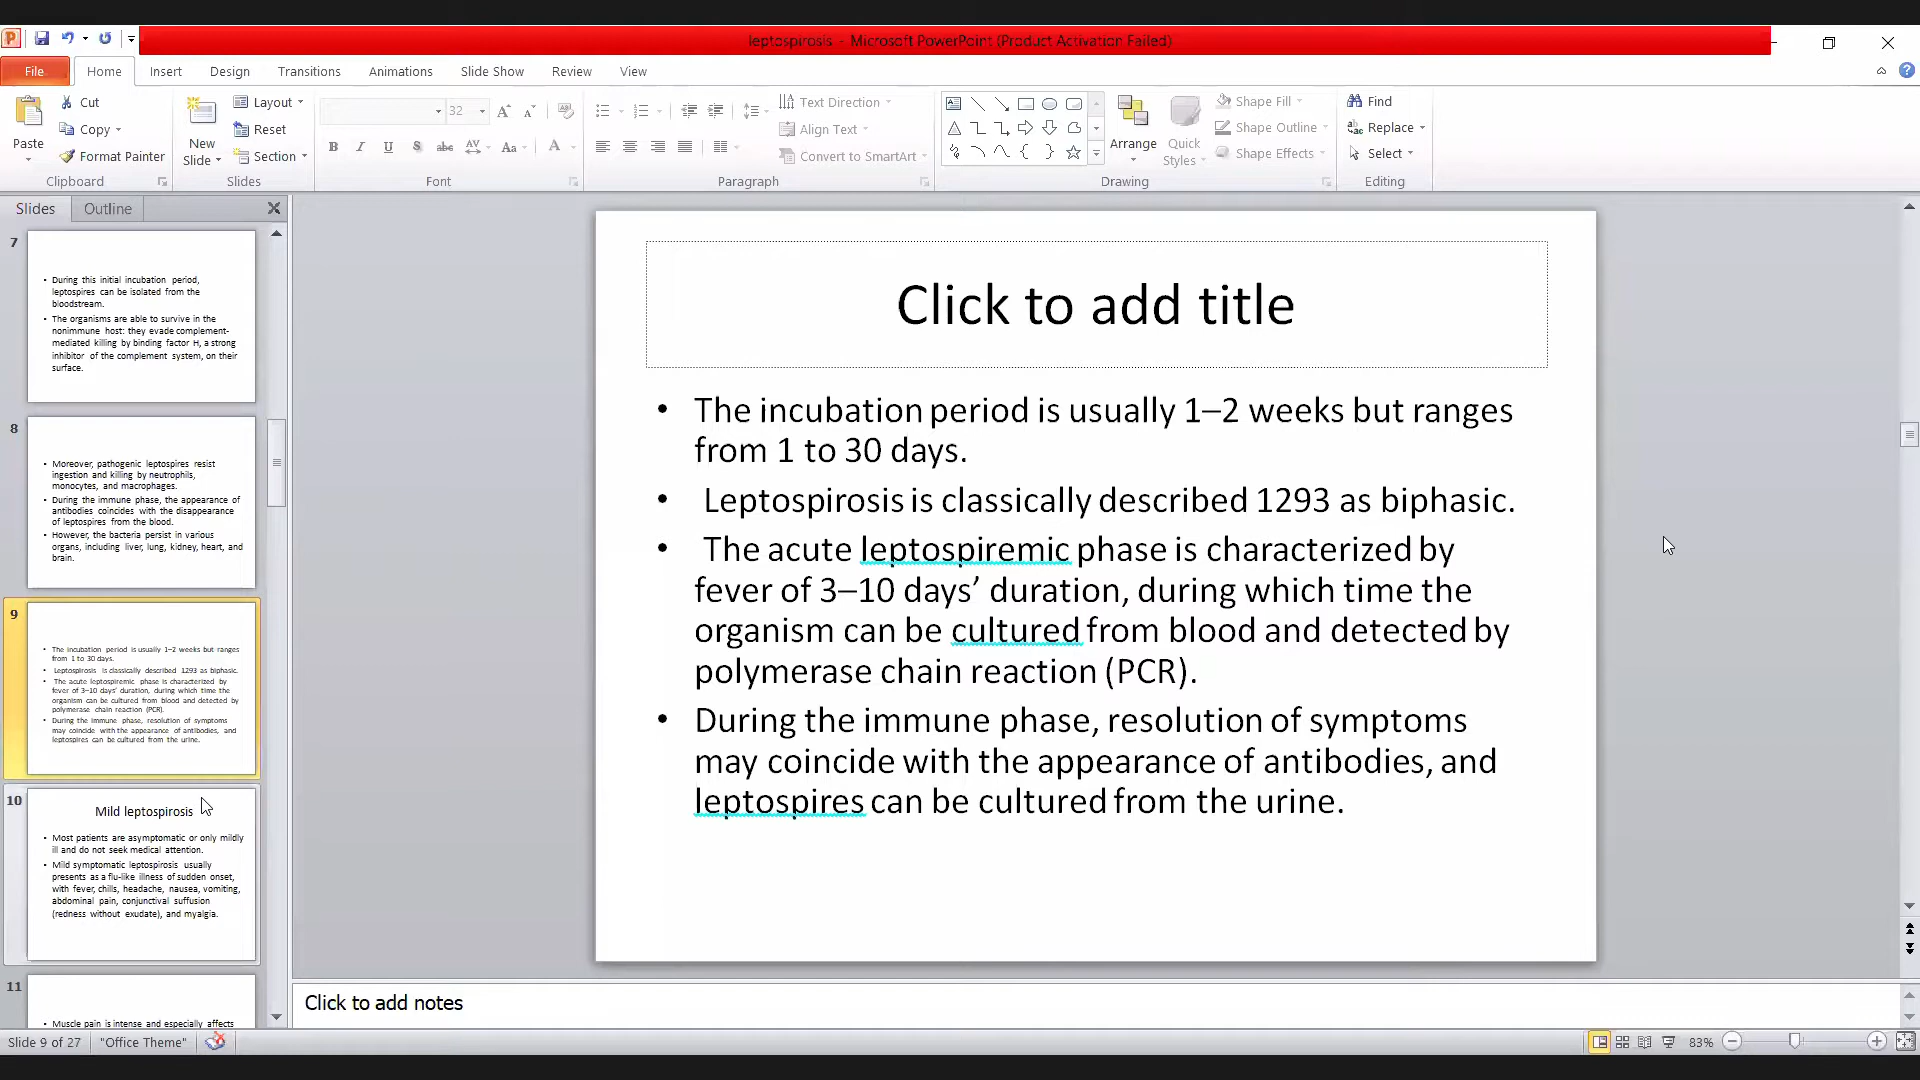 leptospirosis - Microsoft PowerPoint (Product Activation Failed)
File Home Insert Design Transitions Animations Slide Show Review View
Paste
Cut
Copy
Format Painter
Clipboard
New
Slide
Layout
Reset
Section
Slides
32
Font
Text Direction
Align Text
Convert to SmartArt
Paragraph
Arrange
Quick
Styles
Shape Fill
Shape Outline
Shape Effects
Drawing
Find
Replace
Select
Editing
Slides Outline
7
• During this initial incubation period,
leptospires can be isolated from the
bloodstream.
• The organisms are able to survive in the
nonimmune host: they evade complement-
mediated killing by binding factor H, a strong
inhibitor of the complement system, on their
surface.
8
• Moreover, pathogenic leptospires resist
ingestion and killing by neutrophils,
monocytes, and macrophages.
• During the immune phase, the appearance of
antibodies coincides with the disappearance
of leptospires from the blood.
• However, the bacteria persist in various
organs, including liver, lung, kidney, heart, and
brain.
9
• The incubation period is usually 1–2 weeks but ranges
from 1 to 30 days.
• Leptospirosis is classically described 1293 as biphasic.
• The acute leptospiremic phase is characterized by
fever of 3–10 days’ duration, during which time the
organism can be cultured from blood and detected by
polymerase chain reaction (PCR).
• During the immune phase, resolution of symptoms
may coincide with the appearance of antibodies, and
leptospires can be cultured from the urine.
10
Mild leptospirosis
• Most patients are asymptomatic or only mildly
ill and do not seek medical attention.
• Mild symptomatic leptospirosis usually
presents as a flu-like illness of sudden onset,
with fever, chills, headache, nausea, vomiting,
abdominal pain, conjunctival suffusion
(redness without exudate), and myalgia.
11
• Muscle pain is intense and especially affects
Click to add title
• The incubation period is usually 1–2 weeks but ranges
from 1 to 30 days.
• Leptospirosis is classically described 1293 as biphasic.
• The acute leptospiremic phase is characterized by
fever of 3–10 days’ duration, during which time the
organism can be cultured from blood and detected by
polymerase chain reaction (PCR).
• During the immune phase, resolution of symptoms
may coincide with the appearance of antibodies, and
leptospires can be cultured from the urine.
Click to add notes
Slide 9 of 27 "Office Theme" 83%